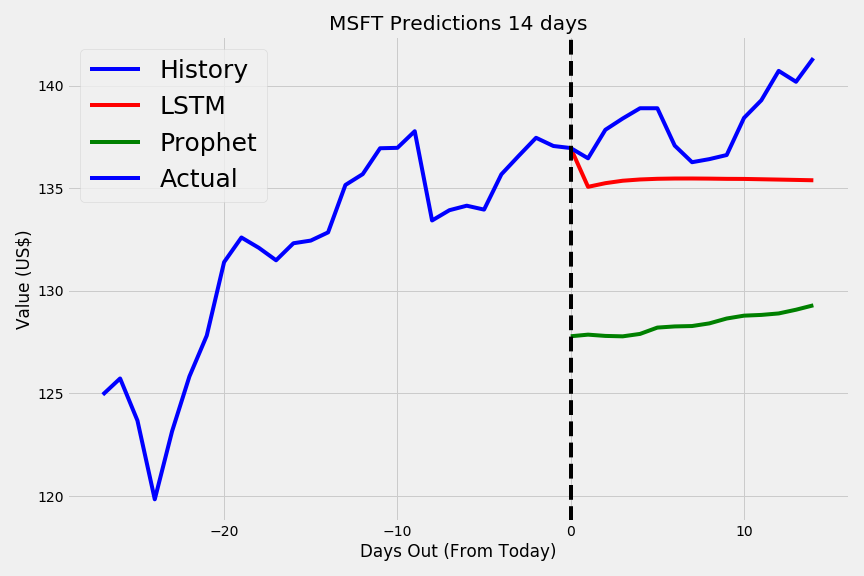 MSFT Predictions 14 days
History
LSTM
Prophet
Actual
140
135
130
125
120
Value (US$)
−20
−10
0
10
Days Out (From Today)